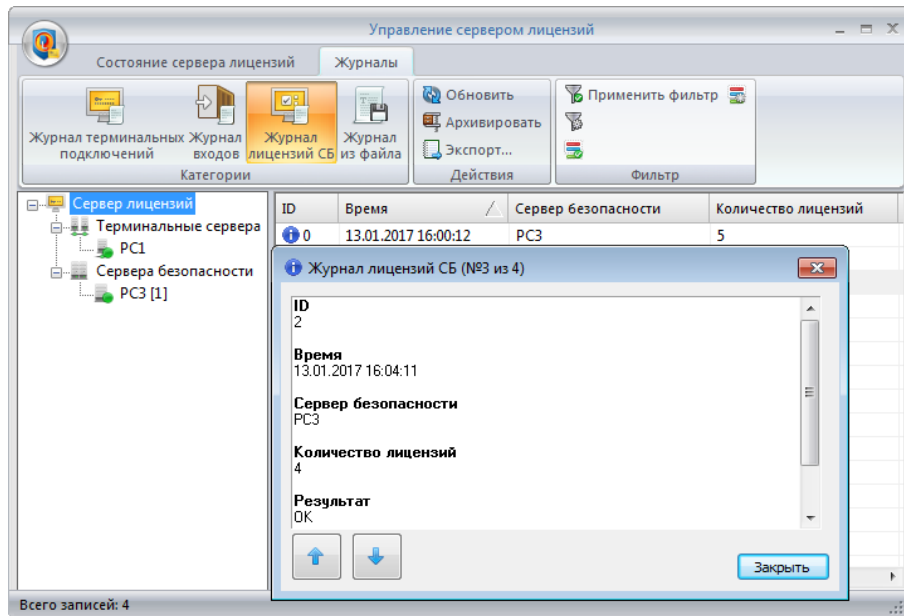 Управление сервером лицензий
Состояние сервера лицензий
Журналы
Журнал терминальных подключений
Журнал входов
Журнал лицензий СБ
Журнал из файла
Категории
Обновить
Архивировать
Экспорт...
Действия
Применить фильтр
Фильтр
Сервер лицензий
Терминальные сервера
PC1
Сервера безопасности
PC3 [1]
ID Время Сервер безопасности Количество лицензий
0 13.01.2017 16:00:12 PC3 5
Журнал лицензий СБ (№3 из 4)
ID
2
Время
13.01.2017 16:04:11
Сервер безопасности
PC3
Количество лицензий
4
Результат
OK
Закрыть
Всего записей: 4